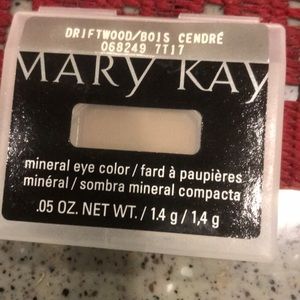 DRIFTWOOD/BOIS CENDRÉ
068249 7T17
MARY KAY
mineral eye color / fard à paupières
minéral / sombra mineral compacta
.05 OZ. NET WT. / 1.4 g / 1,4 g